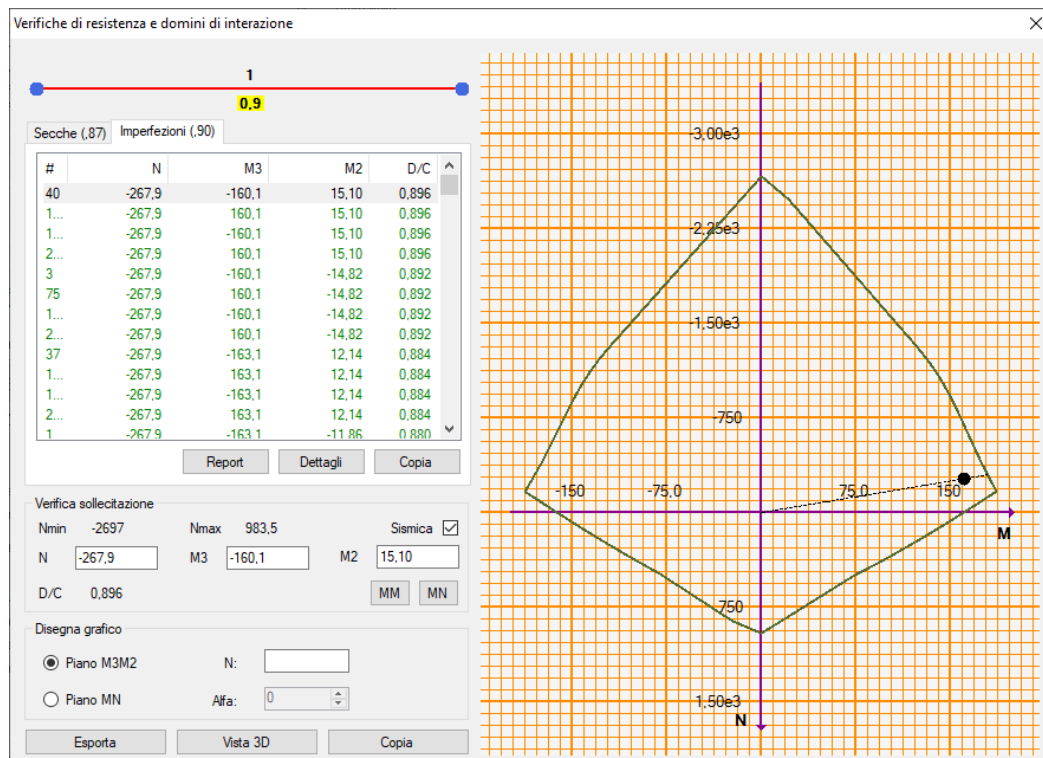 Verifiche di resistenza e domini di interazione
1
0,9
Secche (,87) Imperfezioni (,90)
# N M3 M2 D/C
40 -267,9 -160,1 15,10 0,896
1... -267,9 160,1 15,10 0,896
1... -267,9 -160,1 15,10 0,896
2... -267,9 160,1 15,10 0,896
3 -267,9 -160,1 -14,82 0,892
75 -267,9 160,1 -14,82 0,892
1... -267,9 -160,1 -14,82 0,892
2... -267,9 160,1 -14,82 0,892
37 -267,9 -163,1 12,14 0,884
1... -267,9 163,1 12,14 0,884
1... -267,9 -163,1 12,14 0,884
2... -267,9 163,1 12,14 0,884
1 -267,9 -163,1 -11,86 0,880
Report Dettagli Copia
Verifica sollecitazione
Nmin -2697 Nmax 983,5 Sismica
N -267,9 M3 -160,1 M2 15,10
D/C 0,896 MM MN
Disegna grafico
Piano M3M2 N:
Piano MN Alfa: 0
Esporta Vista 3D Copia
-3,00e3
-2,25e3
-1,50e3
-750
-150 -75,0 75,0 150
M
750
1,50e3
N